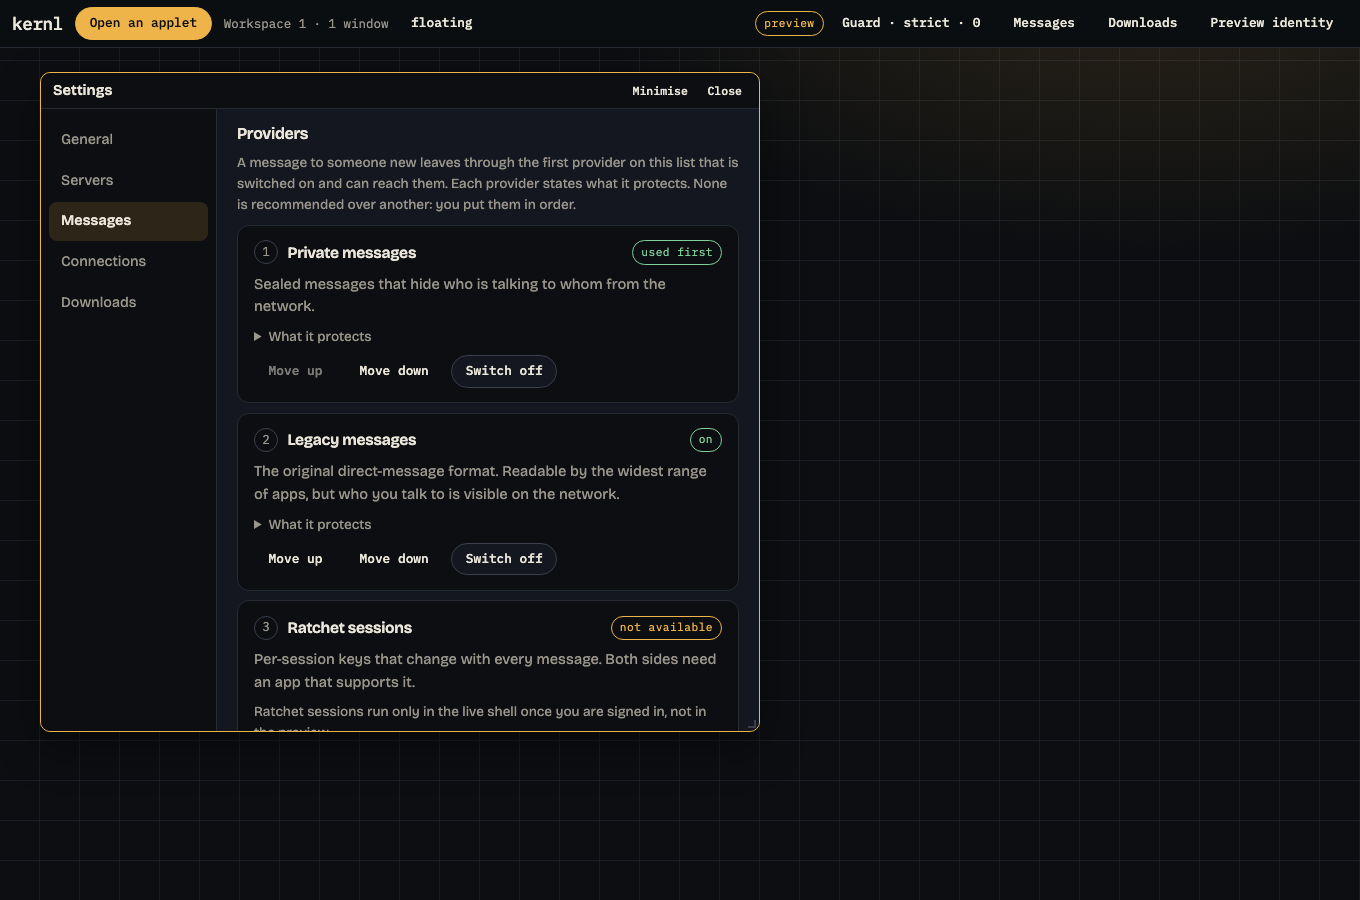 kernl
Open an applet
Workspace 1 · 1 window
floating
preview
Guard · strict · 0
Messages
Downloads
Preview identity
Settings
Minimise
Close
General
Servers
Messages
Connections
Downloads
Providers
A message to someone new leaves through the first provider on this list that is
switched on and can reach them. Each provider states what it protects. None
is recommended over another: you put them in order.
1
Private messages
used first
Sealed messages that hide who is talking to whom from the
network.
What it protects
Move up
Move down
Switch off
2
Legacy messages
on
The original direct-message format. Readable by the widest range
of apps, but who you talk to is visible on the network.
What it protects
Move up
Move down
Switch off
3
Ratchet sessions
not available
Per-session keys that change with every message. Both sides need
an app that supports it.
Ratchet sessions run only in the live shell once you are signed in, not in
the preview.